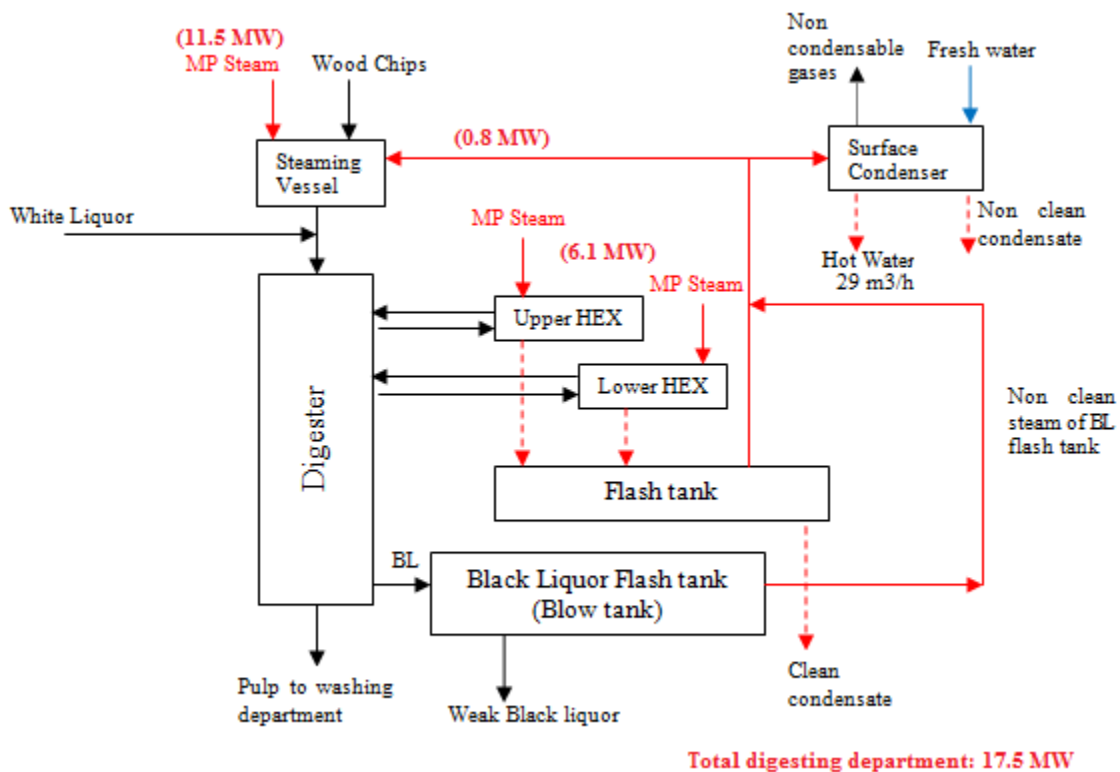 (11.5 MW)
MP Steam
Wood Chips
Non
condensable
gases
Fresh water
(0.8 MW)
Steaming
Vessel
Surface
Condenser
White Liquor
MP Steam
(6.1 MW)
MP Steam
Non clean
condensate
Hot Water
29 m3/h
Upper HEX
Lower HEX
Digester
Non clean
steam of BL
flash tank
Flash tank
BL
Black Liquor Flash tank
(Blow tank)
Pulp to washing
department
Weak Black liquor
Clean
condensate
Total digesting department: 17.5 MW